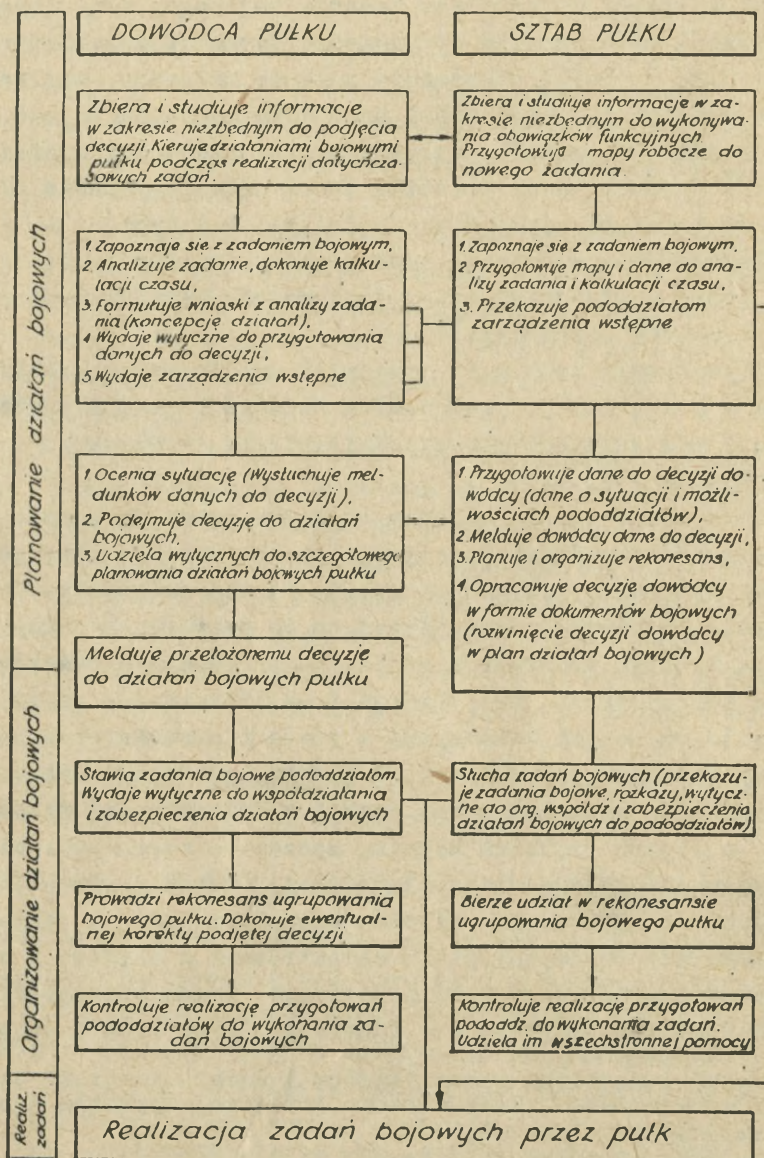 DOWÓDCA PUŁKU
Zbiera i studiuje informacje
w zakresie niezbędnym do podjęcia
decyzji. Kieruje działaniami bojowymi
pułku podczas realizacji dotychcza-
sowych zadań.
1. Zapoznaje się z zadaniem bojowym,
2 Analizuje zadanie, dokonuje kalku-
lacji czasu,
3. Formułuje wnioski z analizy zada-
nia (koncepcję działań),
4 Wydaje wytyczne do przygotowania
danych do decyzji,
5 Wydaje zarządzenia wstępne
1 Ocenia sytuację (Wysłuchuje mel-
dunków danych do decyzji),
2. Podejmuje decyzję do działań
bojowych,
3. Udziela wytycznych do szczegółowego
planowania działań bojowych pułku
Melduje przełożonemu decyzję
do działań bojowych pułku
Stawia zadania bojowe pododdziałom
Wydaje wytyczne do współdziałania
i zabezpieczenia działań bojowych
Prowadzi rekonesans ugrupowania
bojowego pułku. Dokonuje ewentual-
nej korekty podjętej decyzji
Kontroluje realizację przygotowań
pododdziałów do wykonania za-
dań bojowych
SZTAB PUŁKU
Zbiera i studiuje informacje w za-
kresie niezbędnym do wykonywa-
nia obowiązków funkcyjnych
Przygotowuja mapy robocze do
nowego zadania.
1. Zapoznaje się z zadaniem bojowym.
2 Przygotowuje mapy i dane do ana-
lizy zadania i kalkulacji czasu,
3. Przekazuje pododdziałom
zarządzenia wstępne
1 Przygotowuje dane do decyzji do-
wódcy (dane o sytuacji i możli-
wościach pododdziałów),
2 Melduje dowódcy dane do decyzji,
3. Planuje i organizuje rekonesans,
4. Opracowuje decyzję dowódcy
w formie dokumentów bojowych
(rozwinięcie decyzji dowódcy
w plan działań bojowych)
Słucha zadań bojowych (przekazu-
je zadania bojowe, rozkazy, wytycz-
ne do org. współdz i zabezpieczenia
działań bojowych do pododdziałów)
Bierze udział w rekonesansie
ugrupowania bojowego pułku
Kontroluje realizację przygotowań
pododdz. do wykonania zadań.
Udziela im wszechstronnej pomocy
Planowanie działań bojowych
Organizowanie działań bojowych
Realiz.
zadań
Realizacja zadań bojowych przez pułk